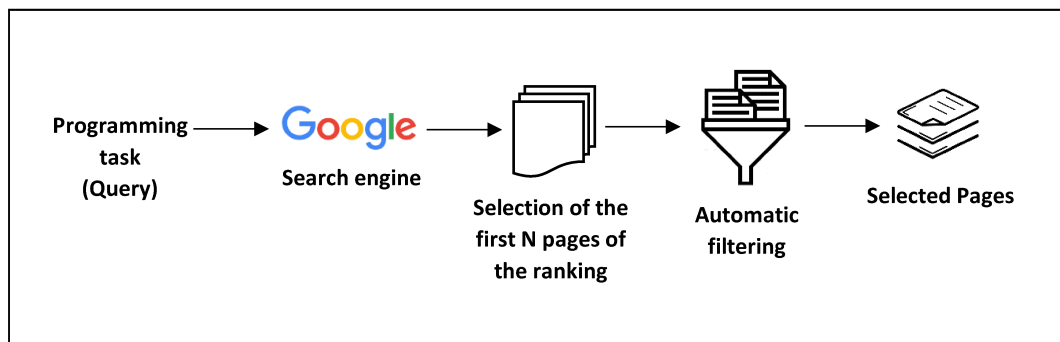 Programming
task
(Query)
Google
Search engine
Selection of the
first N pages of
the ranking
Automatic
filtering
Selected Pages